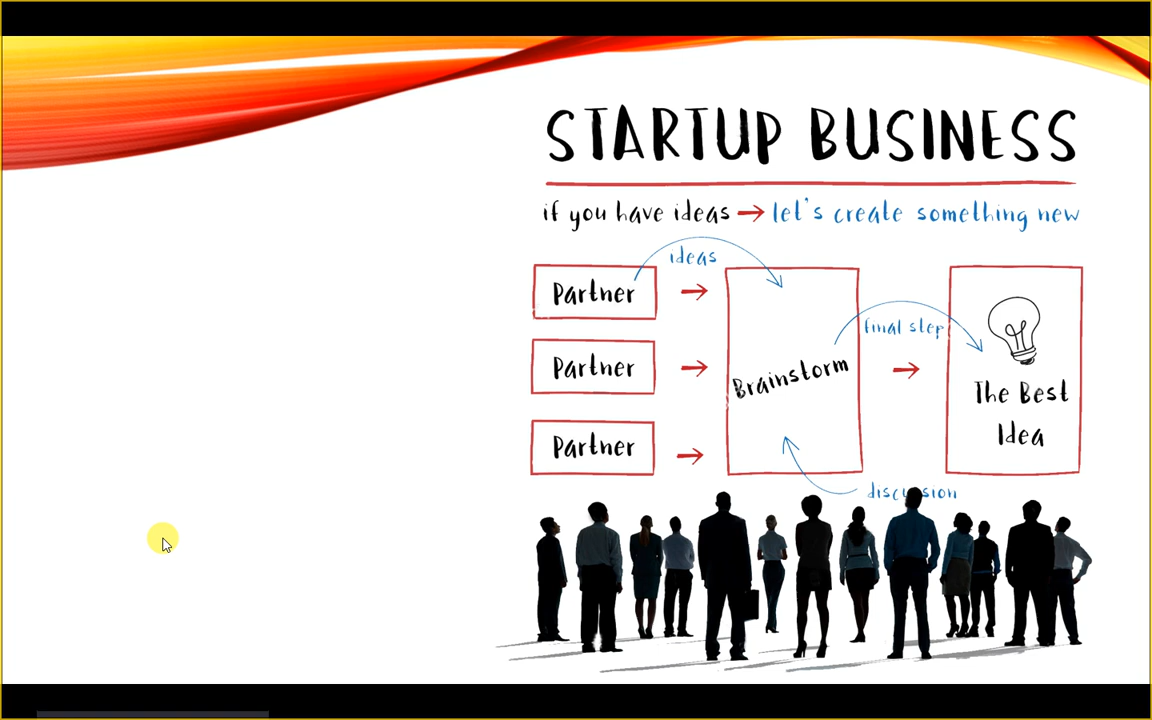 STARTUP BUSINESS
if you have ideas → let's create something new
ideas
Partner
final step
Partner
Brainstorm
The Best
Idea
Partner
discussion